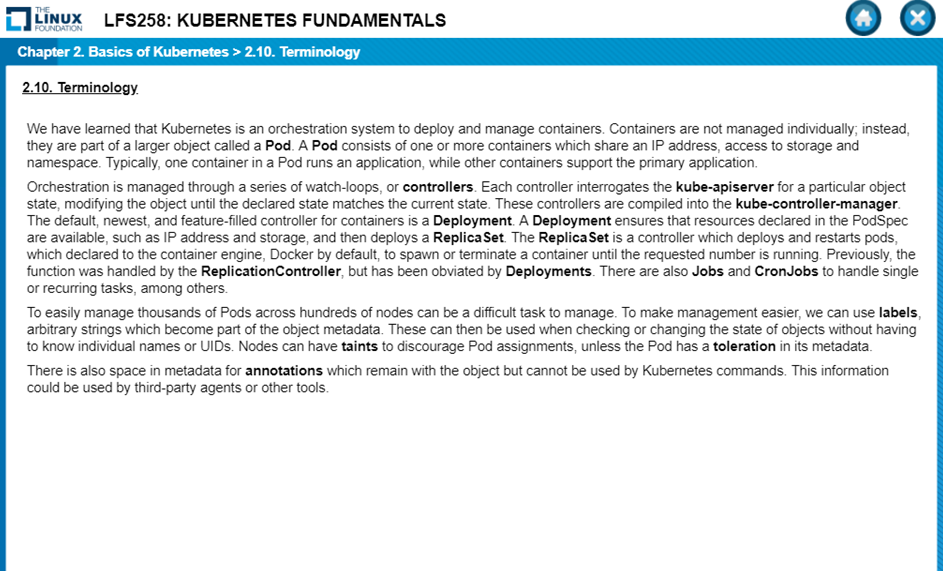 THE
LINUX
FOUNDATION
LFS258: KUBERNETES FUNDAMENTALS
Chapter 2. Basics of Kubernetes > 2.10. Terminology
2.10. Terminology
We have learned that Kubernetes is an orchestration system to deploy and manage containers. Containers are not managed individually; instead,
they are part of a larger object called a Pod. A Pod consists of one or more containers which share an IP address, access to storage and
namespace. Typically, one container in a Pod runs an application, while other containers support the primary application.
Orchestration is managed through a series of watch-loops, or controllers. Each controller interrogates the kube-apiserver for a particular object
state, modifying the object until the declared state matches the current state. These controllers are compiled into the kube-controller-manager.
The default, newest, and feature-filled controller for containers is a Deployment. A Deployment ensures that resources declared in the PodSpec
are available, such as IP address and storage, and then deploys a ReplicaSet. The ReplicaSet is a controller which deploys and restarts pods,
which declared to the container engine, Docker by default, to spawn or terminate a container until the requested number is running. Previously, the
function was handled by the ReplicationController, but has been obviated by Deployments. There are also Jobs and CronJobs to handle single
or recurring tasks, among others.
To easily manage thousands of Pods across hundreds of nodes can be a difficult task to manage. To make management easier, we can use labels,
arbitrary strings which become part of the object metadata. These can then be used when checking or changing the state of objects without having
to know individual names or UIDs. Nodes can have taints to discourage Pod assignments, unless the Pod has a toleration in its metadata.
There is also space in metadata for annotations which remain with the object but cannot be used by Kubernetes commands. This information
could be used by third-party agents or other tools.